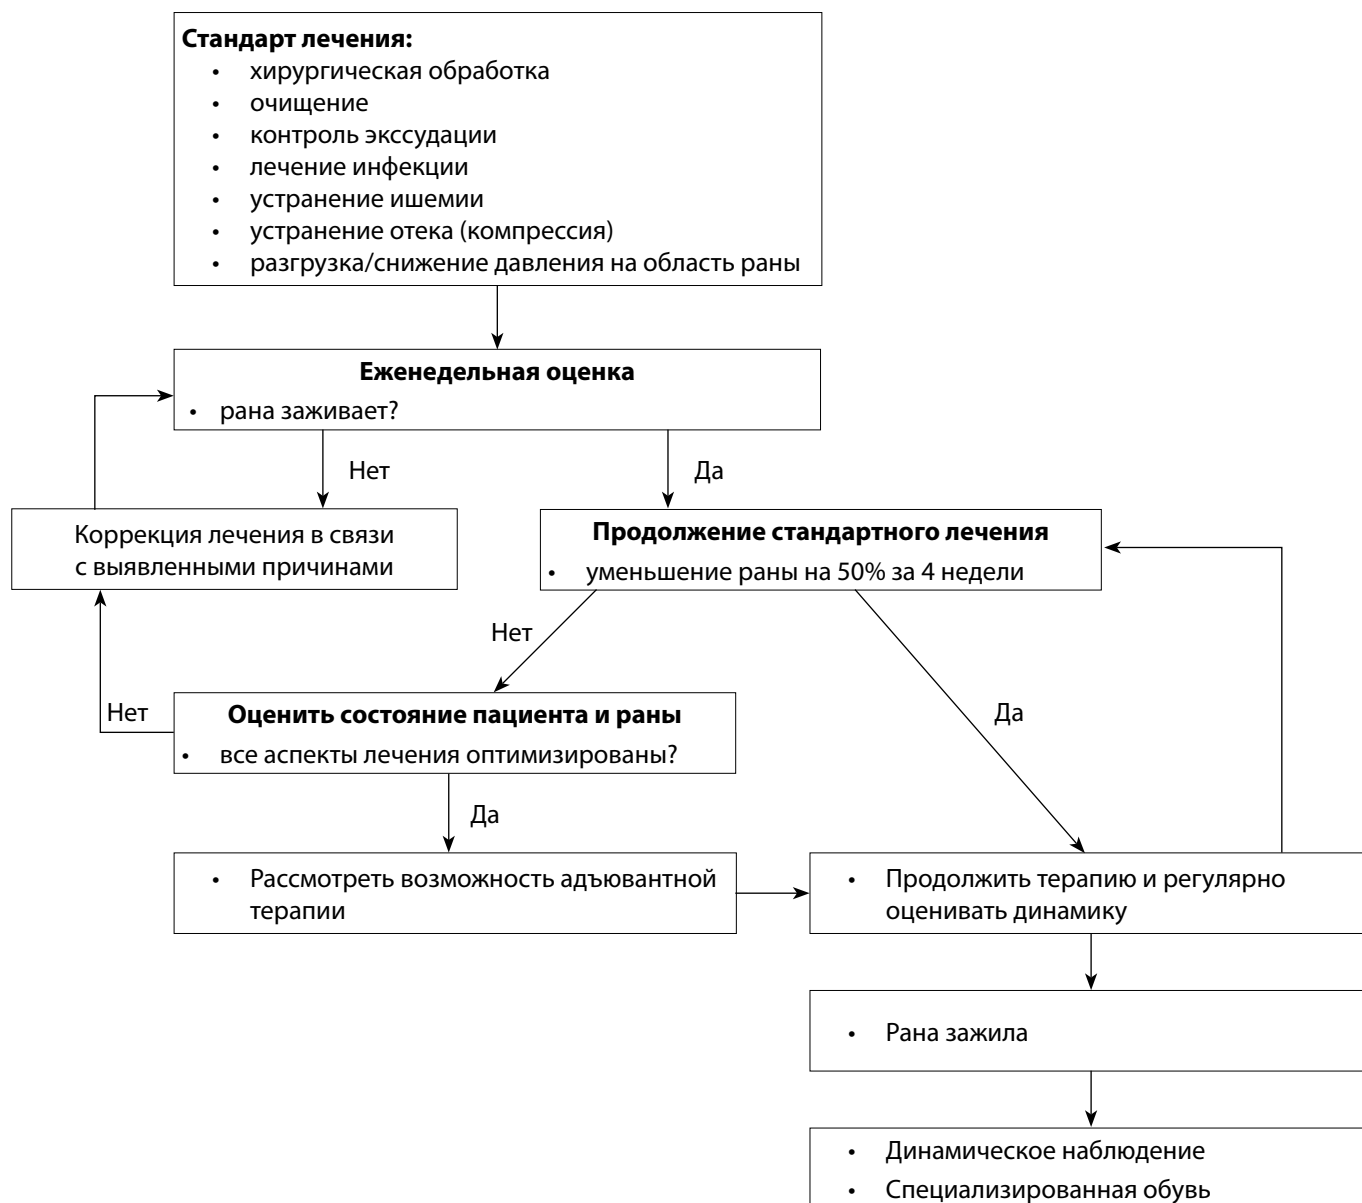 Стандарт лечения:
• хирургическая обработка
• очищение
• контроль экссудации
• лечение инфекции
• устранение ишемии
• устранение отека (компрессия)
• разгрузка/снижение давления на область раны
Еженедельная оценка
• рана заживает?
Нет
Да
Коррекция лечения в связи
с выявленными причинами
Продолжение стандартного лечения
• уменьшение раны на 50% за 4 недели
Нет
Да
Оценить состояние пациента и раны
• все аспекты лечения оптимизированы?
Нет
Да
• Рассмотреть возможность адъювантной
терапии
• Продолжить терапию и регулярно
оценивать динамику
• Рана зажила
• Динамическое наблюдение
• Специализированная обувь